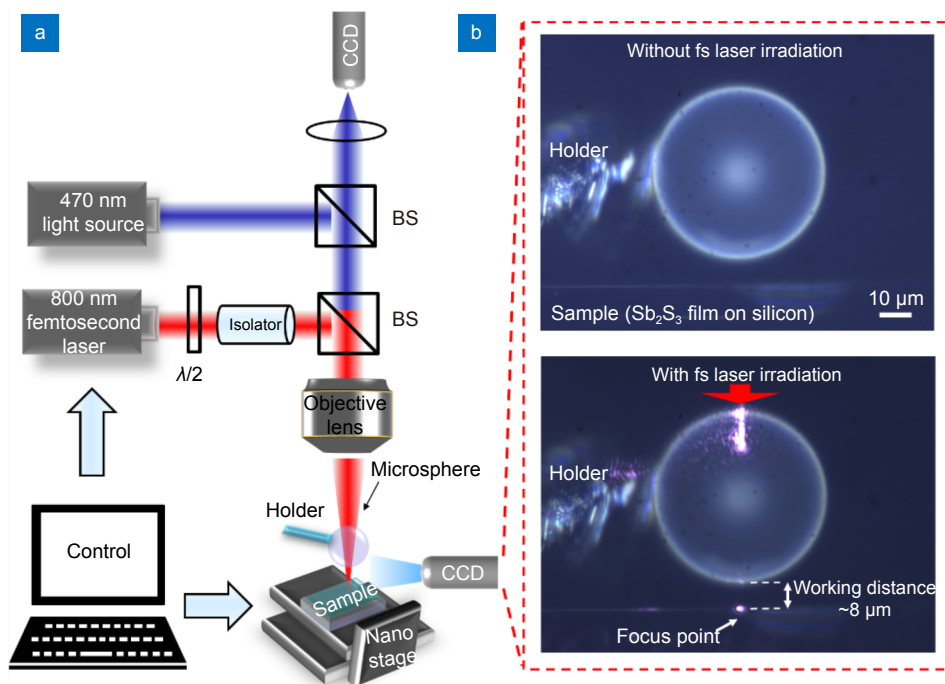 a
CCD
470 nm
light source
BS
800 nm
femtosecond
laser
Isolator
BS
λ/2
Objective
lens
Microsphere
Holder
Control
CCD
Sample
Nano
stage
b
Without fs laser irradiation
Holder
10 µm
Sample (Sb₂S₃ film on silicon)
With fs laser irradiation
Holder
Working distance
~8 µm
Focus point